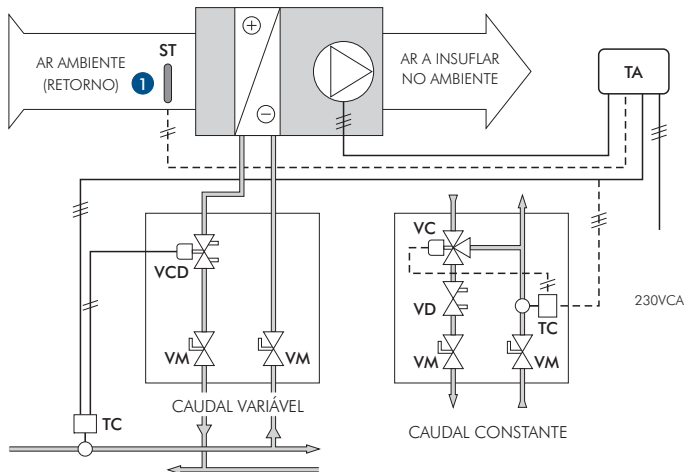 AR AMBIENTE
(RETORNO)
1
ST
+
−
AR A INSUFLAR
NO AMBIENTE
TA
VCD
VM
VM
CAUDAL VARIÁVEL
TC
VC
VD
VM
TC
VM
CAUDAL CONSTANTE
230VCA